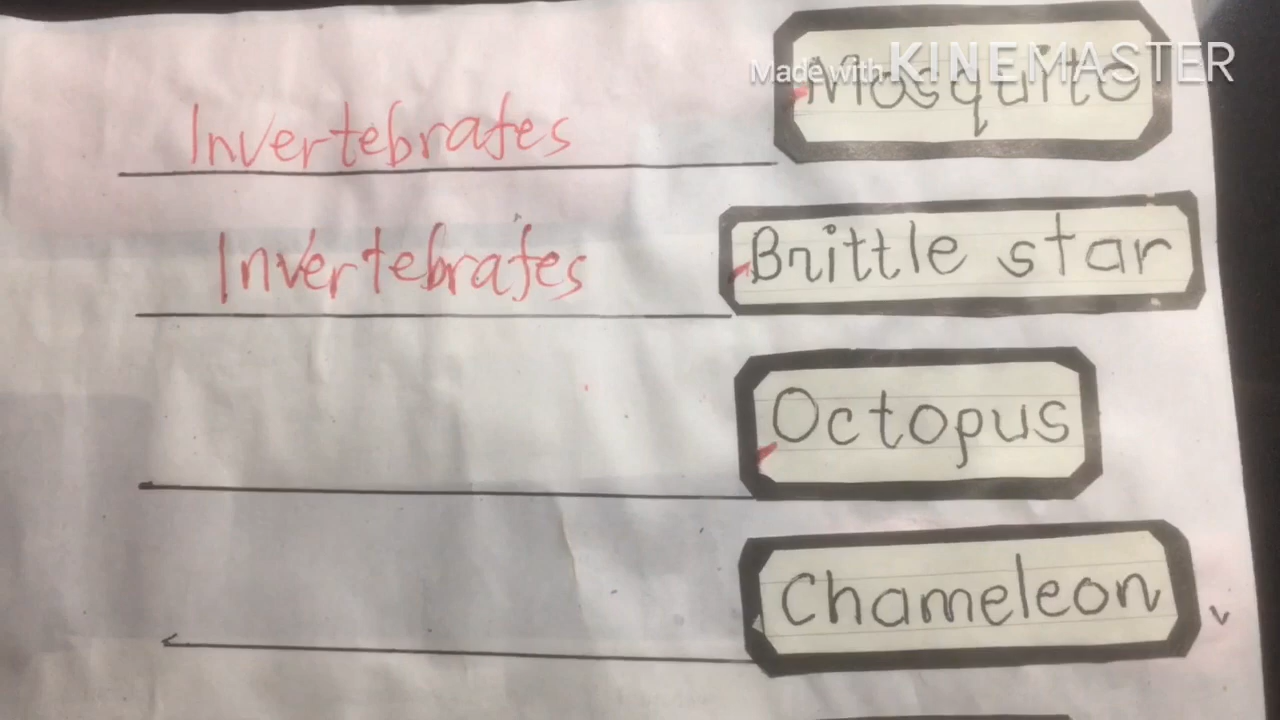 Made with KINEMASTER
Invertebrates Mosquito
Invertebrates Brittle star
Octopus
Chameleon
v